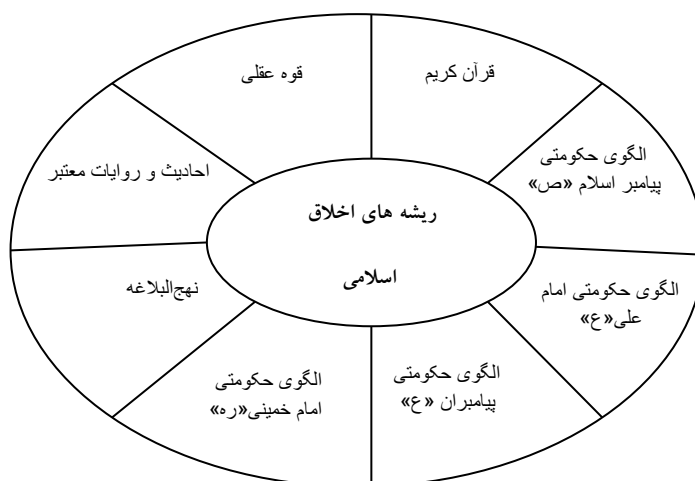 ریشه های اخلاق
اسلامی
قرآن کریم
الگوی حکومتی
پیامبر اسلام «ص»
الگوی حکومتی امام
علی«ع»
الگوی حکومتی
پیامبران «ع»
الگوی حکومتی
امام خمینی«ره»
نهج‌البلاغه
احادیث و روایات معتبر
قوه عقلی